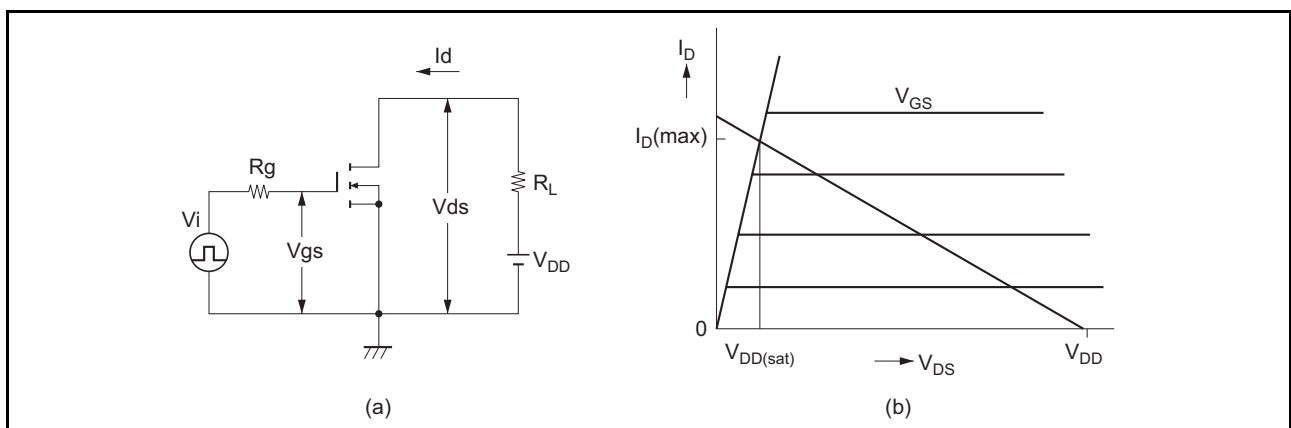 Id
Rg
Vi
Vgs
Vds
R_L
V_DD
(a)
I_D
V_GS
I_D(max)
0
V_DD(sat)
V_DS
V_DD
(b)